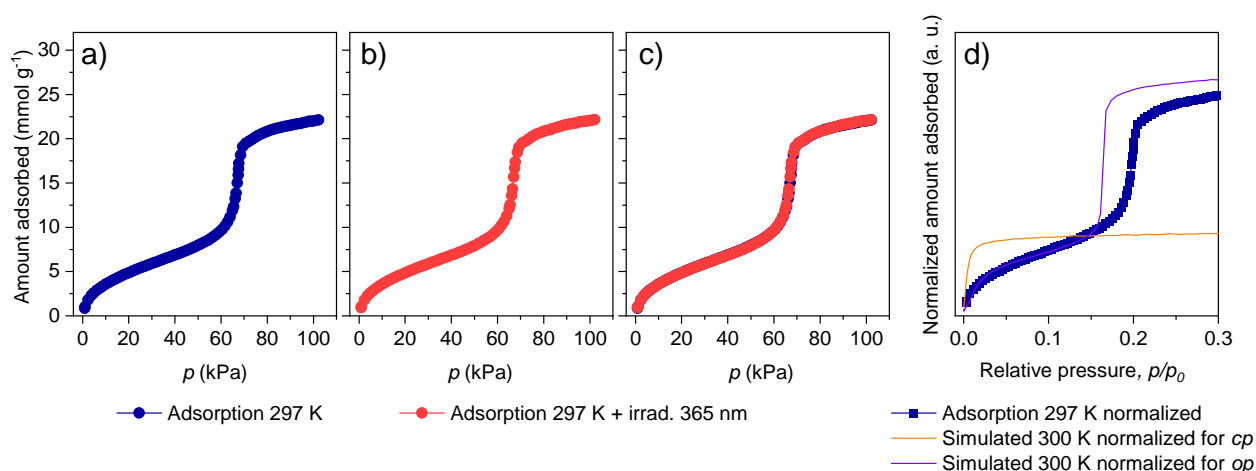 a)
b)
c)
d)
Amount adsorbed (mmol g⁻¹)
30
25
20
15
10
5
0
0 20 40 60 80 100
p (kPa)
0 20 40 60 80 100
p (kPa)
0 20 40 60 80 100
p (kPa)
Normalized amount adsorbed (a. u.)
0.0 0.1 0.2 0.3
Relative pressure, p/p₀
Adsorption 297 K
Adsorption 297 K + irrad. 365 nm
Adsorption 297 K normalized
Simulated 300 K normalized for cp
Simulated 300 K normalized for op